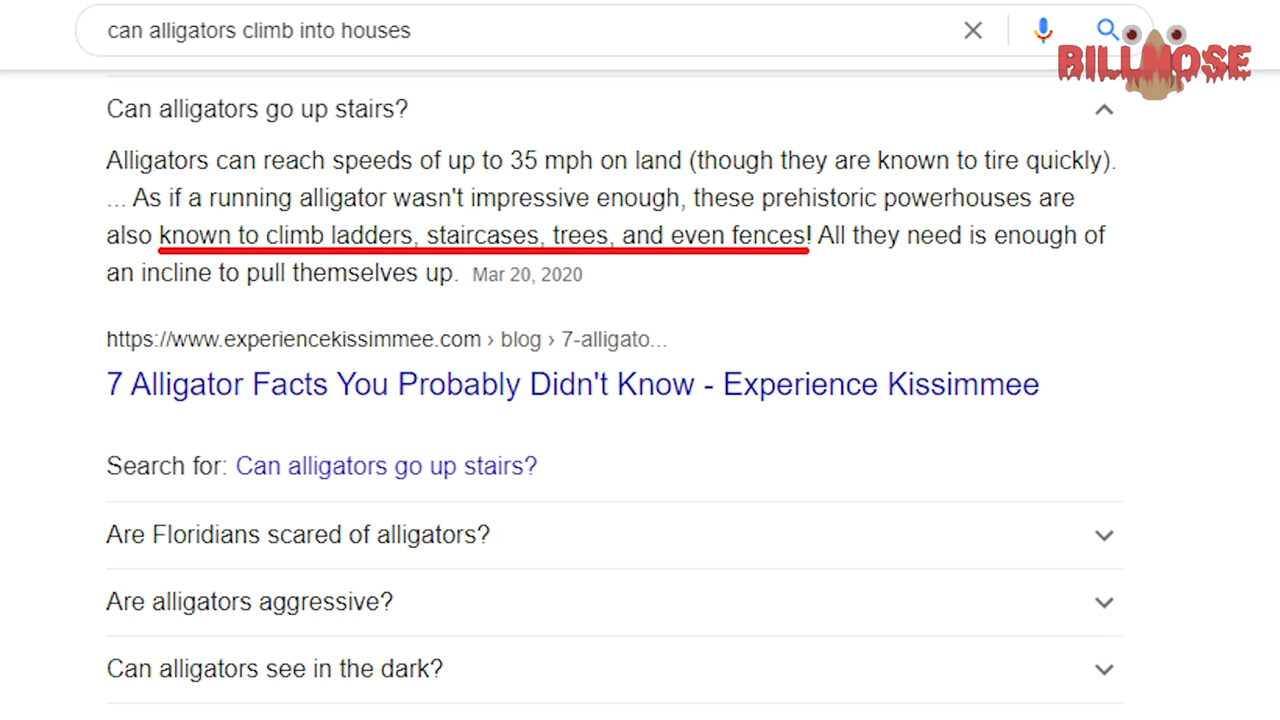 can alligators climb into houses
BILLNOSE
Can alligators go up stairs?
Alligators can reach speeds of up to 35 mph on land (though they are known to tire quickly).
... As if a running alligator wasn't impressive enough, these prehistoric powerhouses are
also known to climb ladders, staircases, trees, and even fences! All they need is enough of
an incline to pull themselves up. Mar 20, 2020
https://www.experiencekissimmee.com › blog › 7-alligato...
7 Alligator Facts You Probably Didn't Know - Experience Kissimmee
Search for: Can alligators go up stairs?
Are Floridians scared of alligators?
Are alligators aggressive?
Can alligators see in the dark?